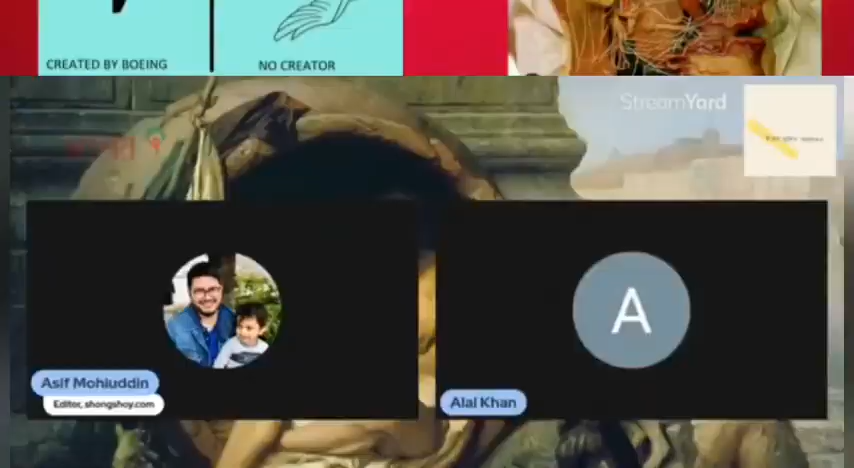 CREATED BY BOEING
NO CREATOR
StreamYard
A
Asif Mohiuddin
Editor, shongshoy.com
Alal Khan